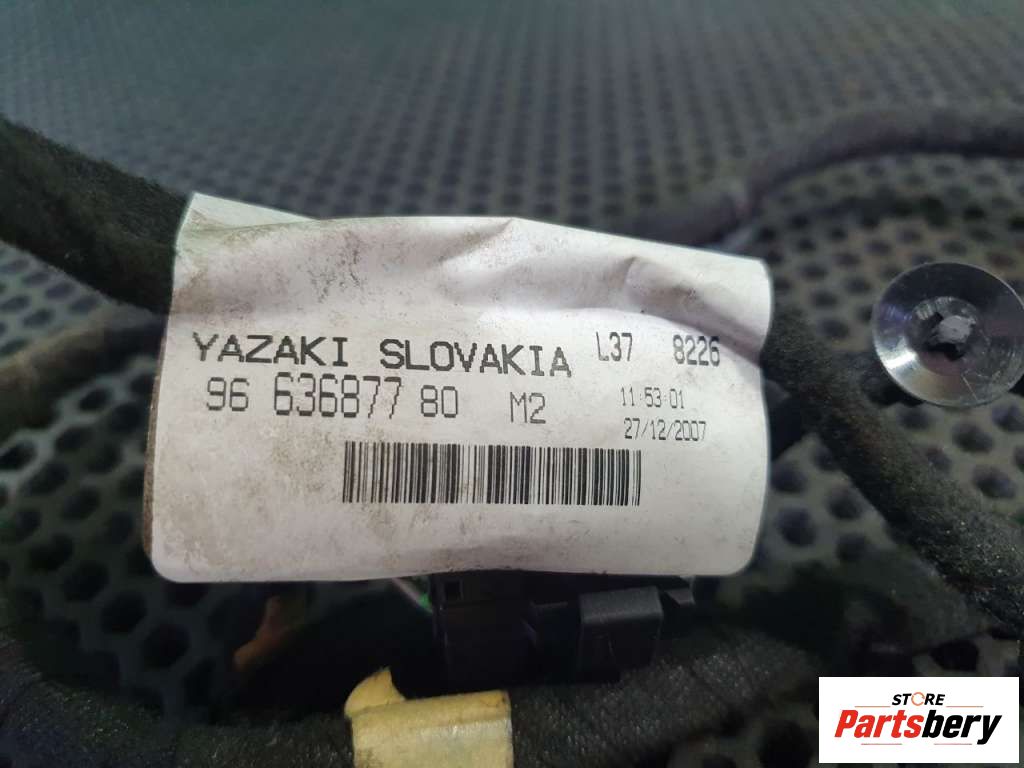 YAZAKI SLOVAKIA L37 8226
96 636877 80 M2 11:53:01
27/12/2007
STORE
Partsbery